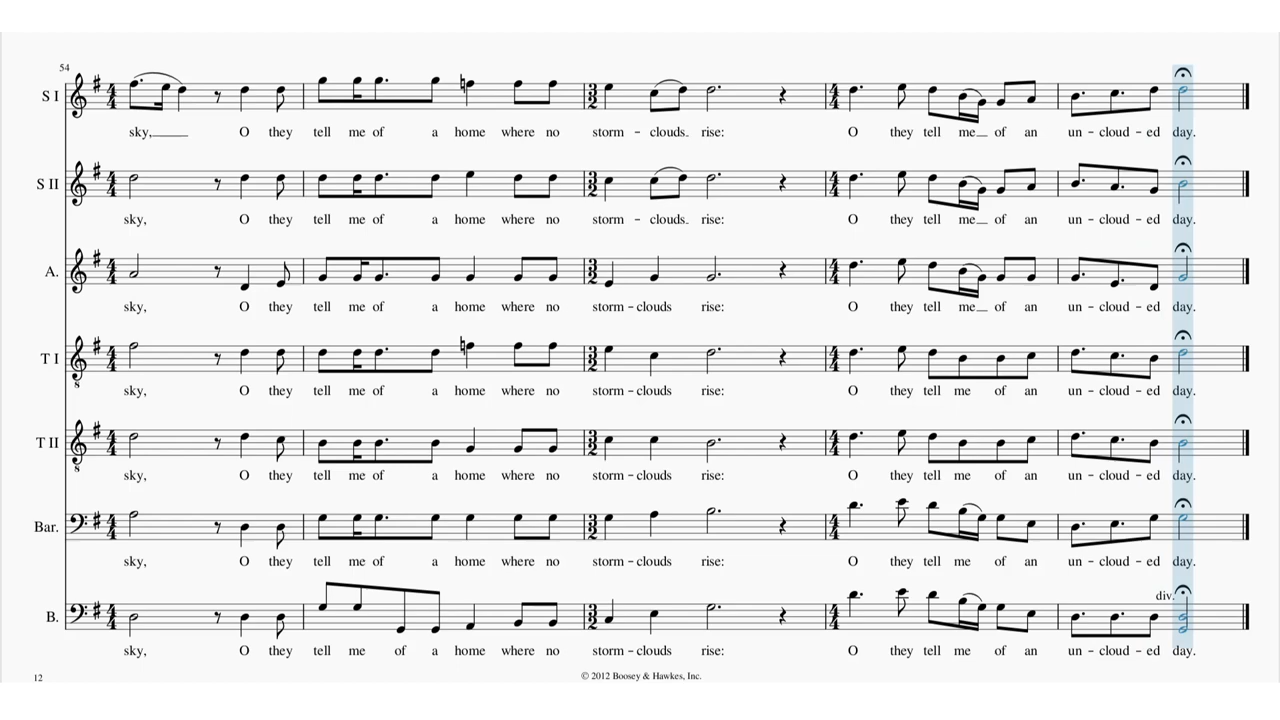 54
S I
sky, O they tell me of a home where no storm - clouds rise: O they tell me of an un - cloud - ed day.
S II
sky, O they tell me of a home where no storm - clouds rise: O they tell me of an un - cloud - ed day.
A.
sky, O they tell me of a home where no storm - clouds rise: O they tell me of an un - cloud - ed day.
T I
sky, O they tell me of a home where no storm - clouds rise: O they tell me of an un - cloud - ed day.
T II
sky, O they tell me of a home where no storm - clouds rise: O they tell me of an un - cloud - ed day.
Bar.
sky, O they tell me of a home where no storm - clouds rise: O they tell me of an un - cloud - ed day.
div.
B.
sky, O they tell me of a home where no storm - clouds rise: O they tell me of an un - cloud - ed day.
12
© 2012 Boosey & Hawkes, Inc.